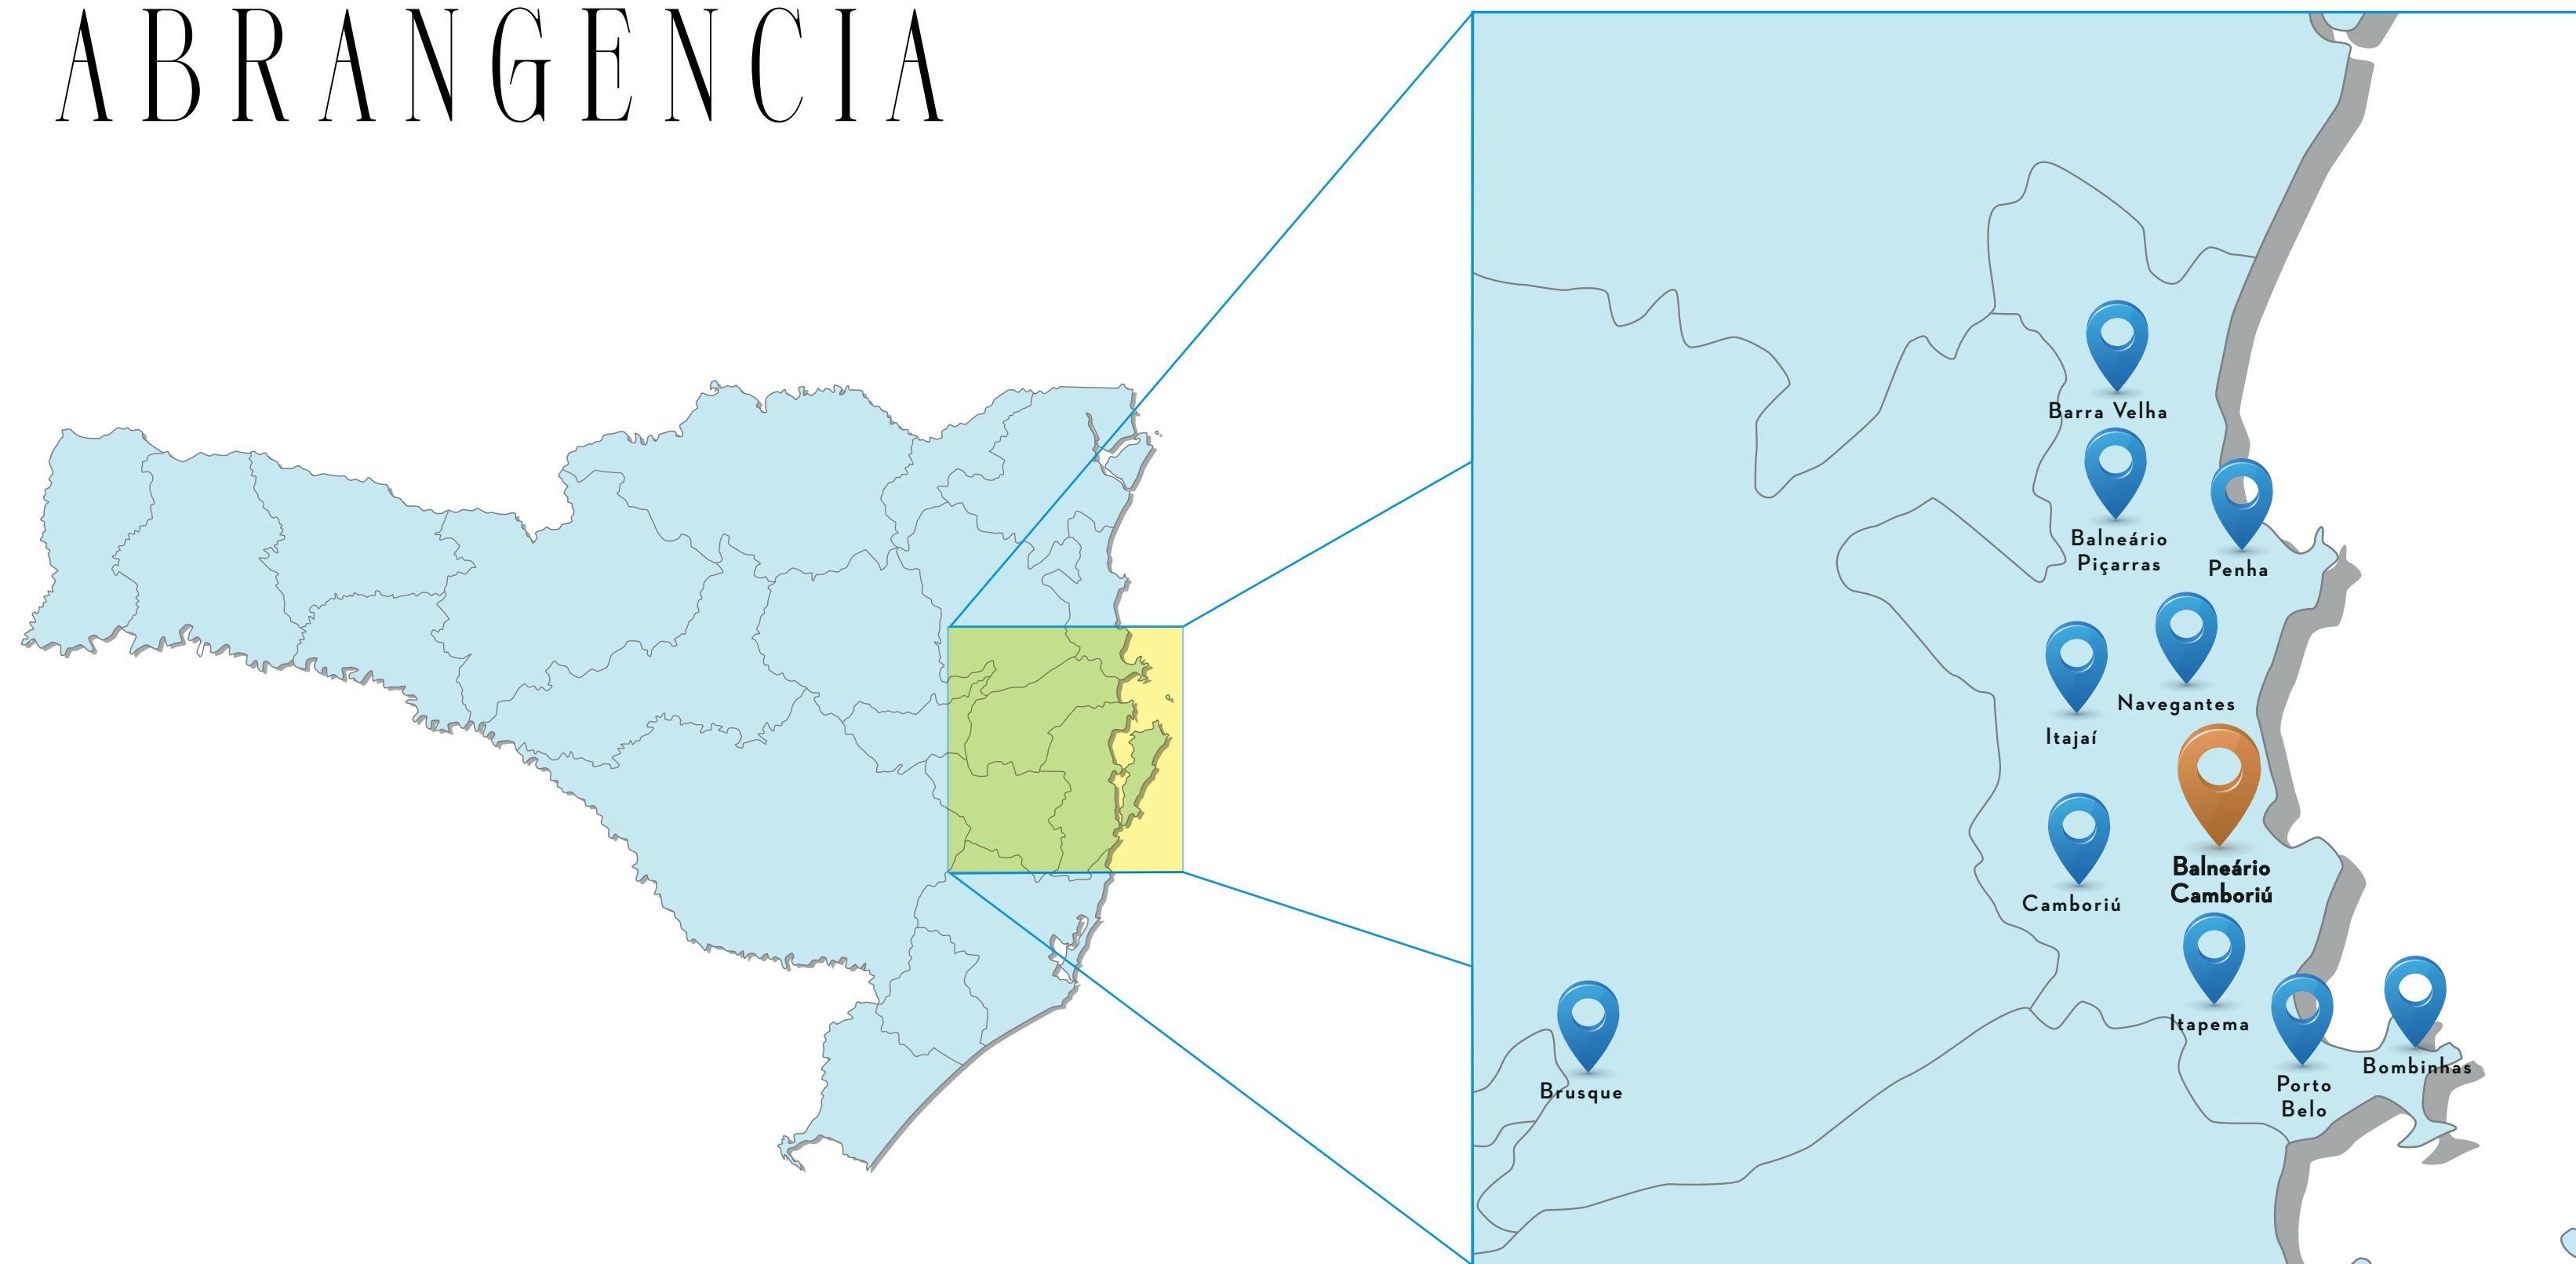 ABRANGENCIA
Barra Velha
Balneário
Piçarras
Penha
Navegantes
Itajaí
Balneário
Camboriú
Camboriú
Itapema
Porto
Belo
Bombinhas
Brusque